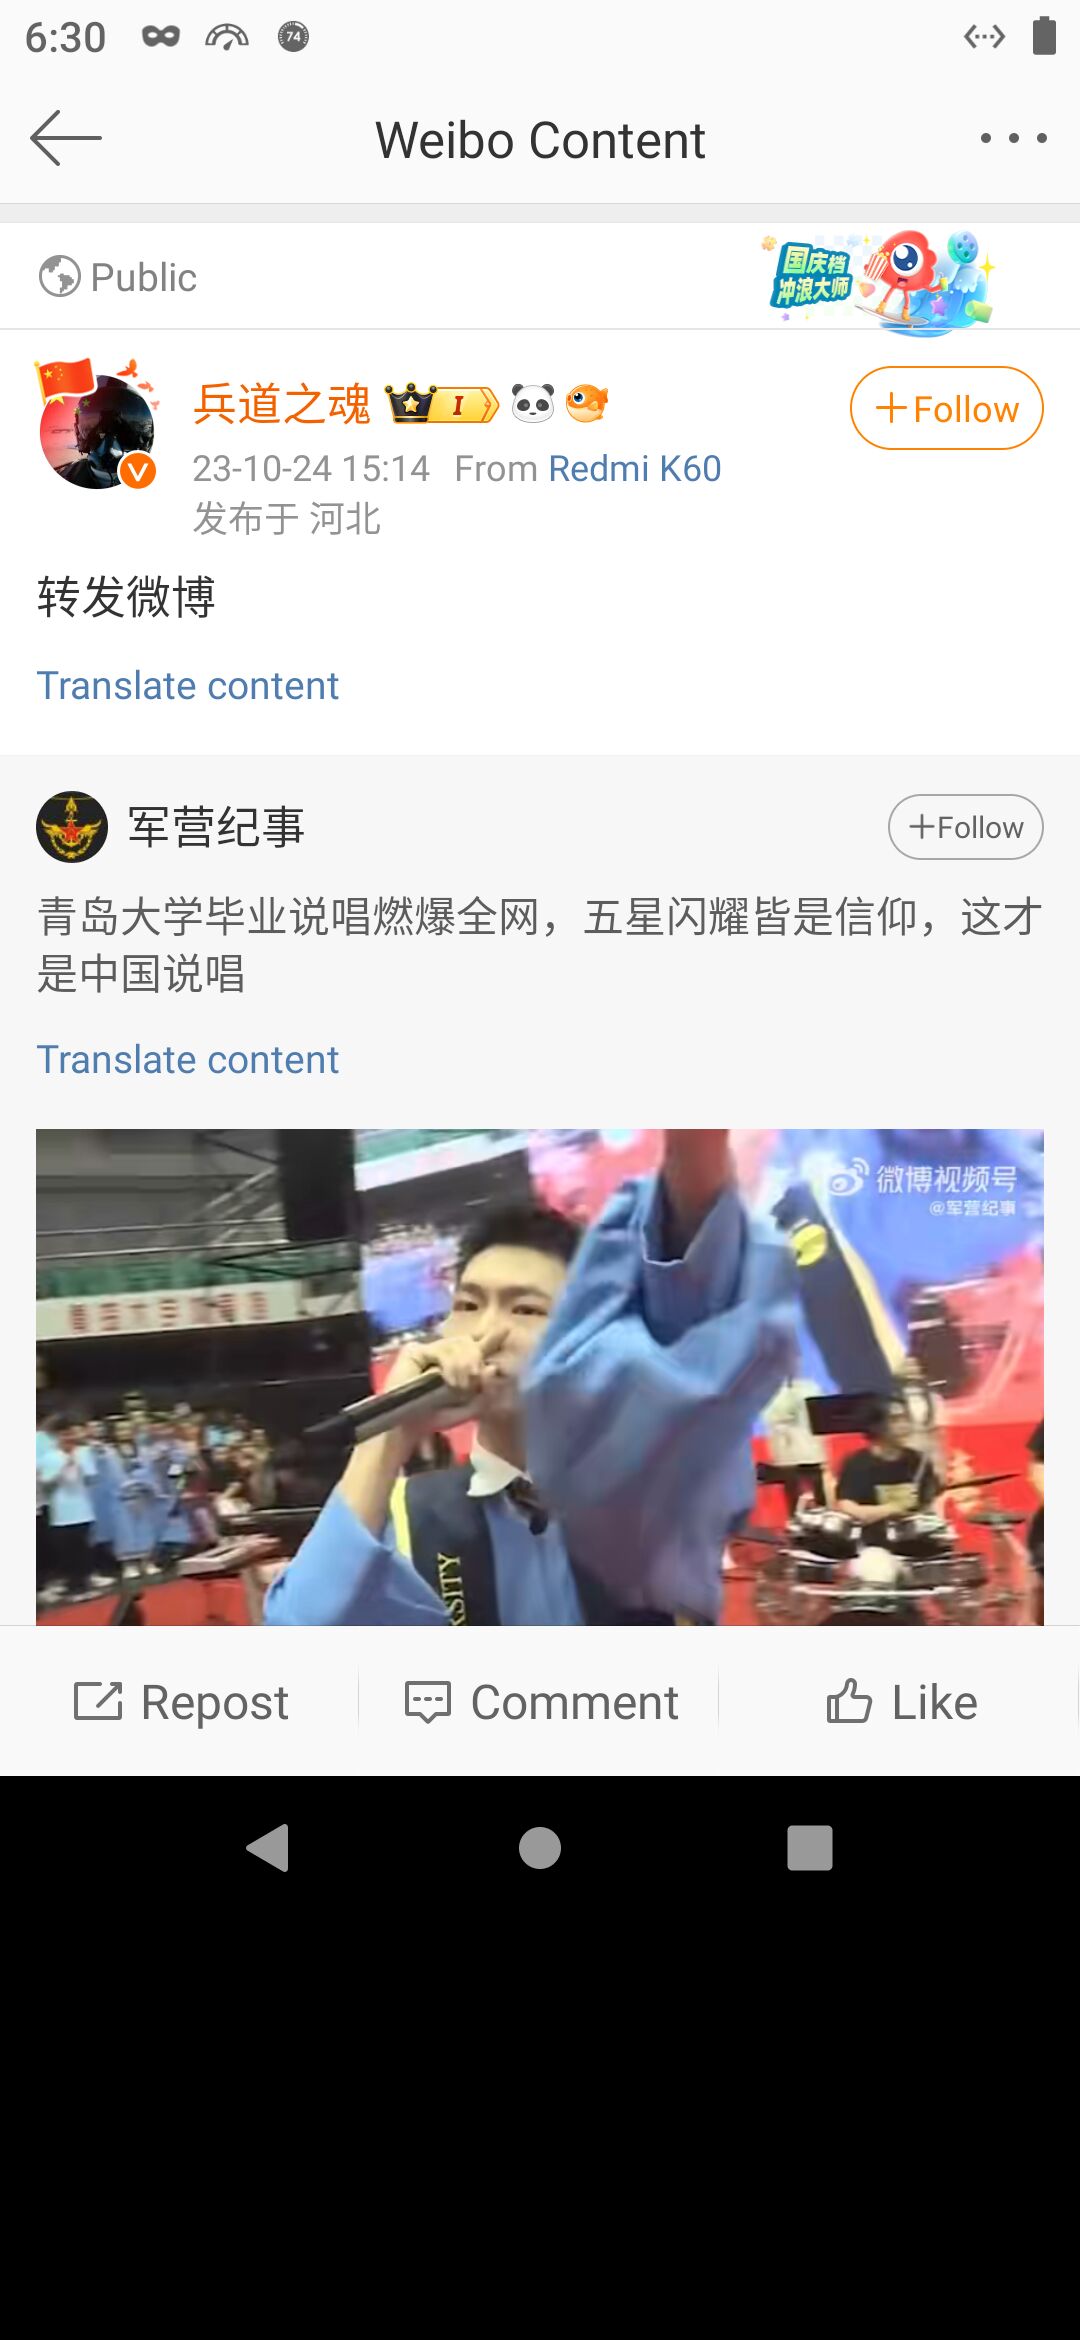 6:30
74
Weibo Content
Public
国庆档
冲浪大师
兵道之魂
I
+Follow
V
23-10-24 15:14 From Redmi K60
发布于 河北
转发微博
Translate content
军营纪事
+Follow
青岛大学毕业说唱燃爆全网，五星闪耀皆是信仰，这才
是中国说唱
Translate content
微博视频号
@军营纪事
Repost
Comment
Like